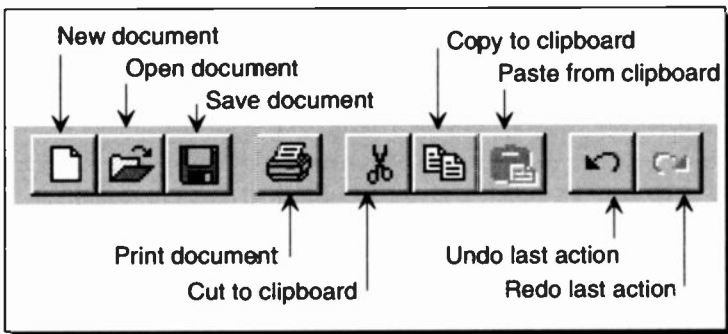 New document
Open document
Save document
Copy to clipboard
Paste from clipboard
Print document
Cut to clipboard
Undo last action
Redo last action